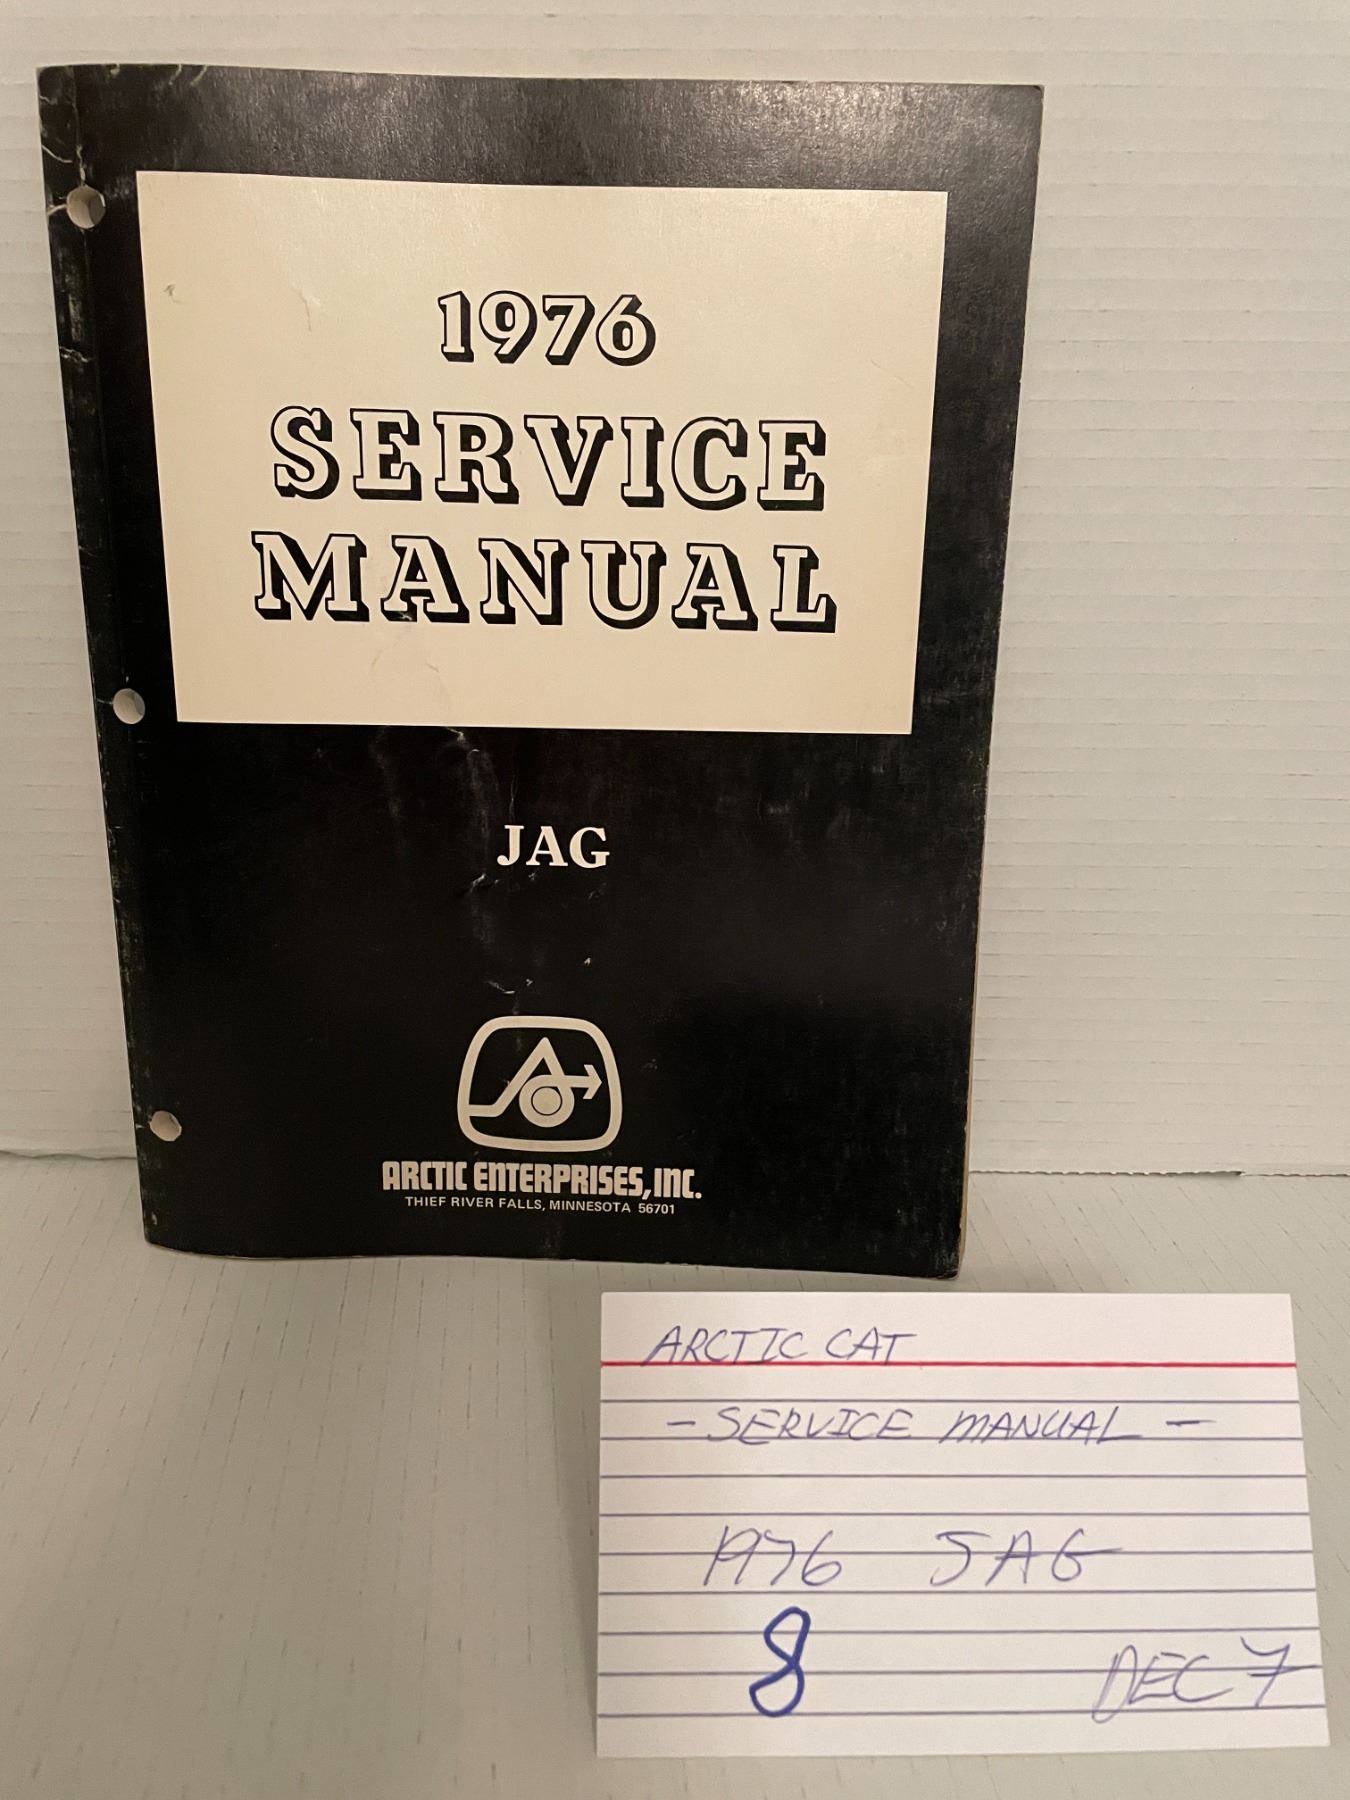 1976
SERVICE
MANUAL
JAG
ARCTIC ENTERPRISES, INC.
THIEF RIVER FALLS, MINNESOTA 56701
ARCTIC CAT
- SERVICE MANUAL -
1976 JAG
8 DEC 7